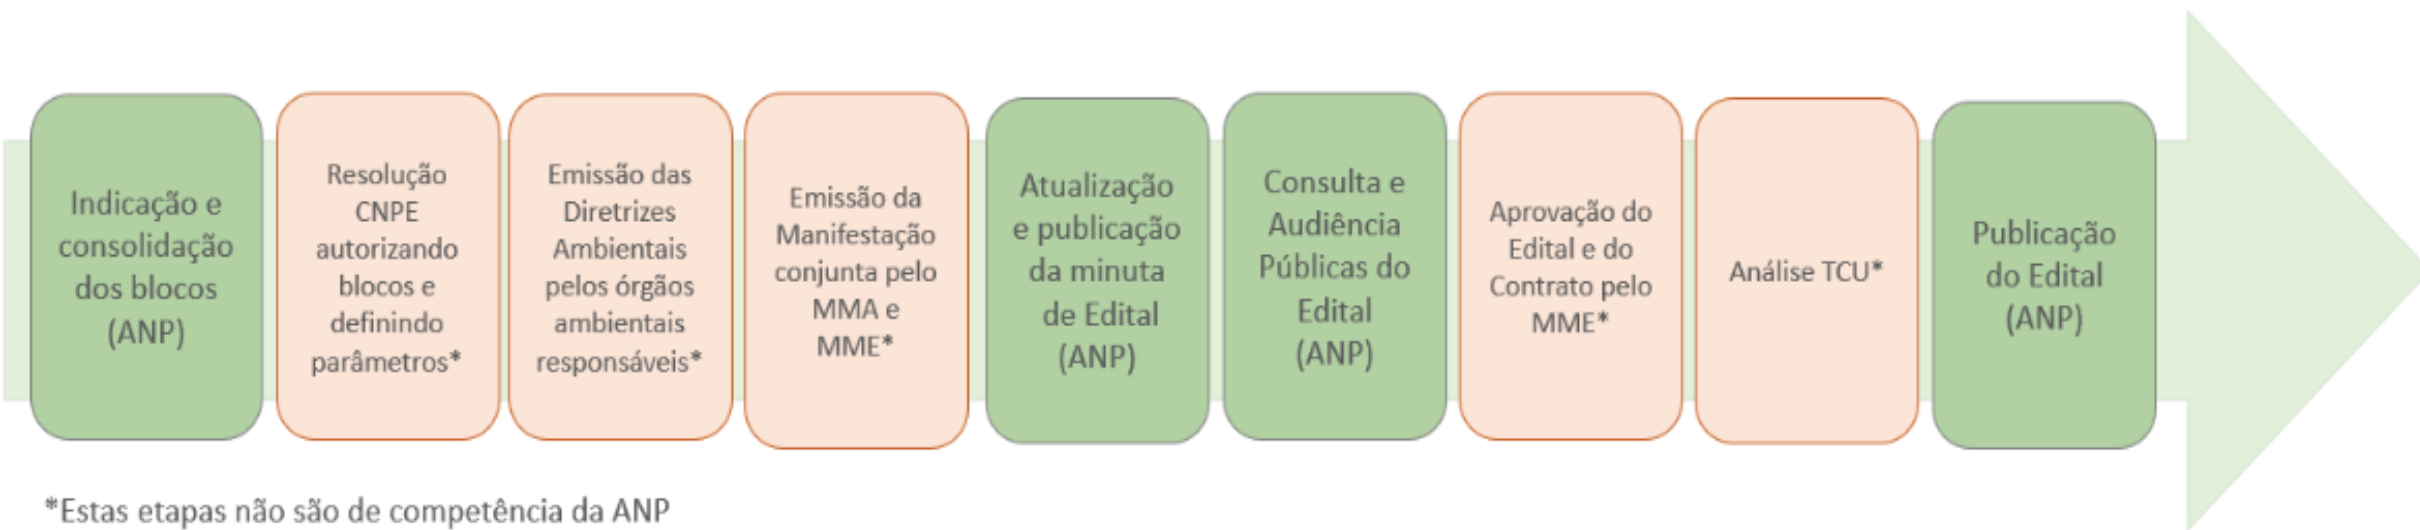 Indicação e
consolidação
dos blocos
(ANP)
Resolução
CNPE
autorizando
blocos e
definindo
parâmetros*
Emissão das
Diretrizes
Ambientais
pelos órgãos
ambientais
responsáveis*
Emissão da
Manifestação
conjunta pelo
MMA e
MME*
Atualização
e publicação
da minuta
de Edital
(ANP)
Consulta e
Audiência
Públicas do
Edital
(ANP)
Aprovação do
Edital e do
Contrato pelo
MME*
Análise TCU*
Publicação
do Edital
(ANP)
*Estas etapas não são de competência da ANP